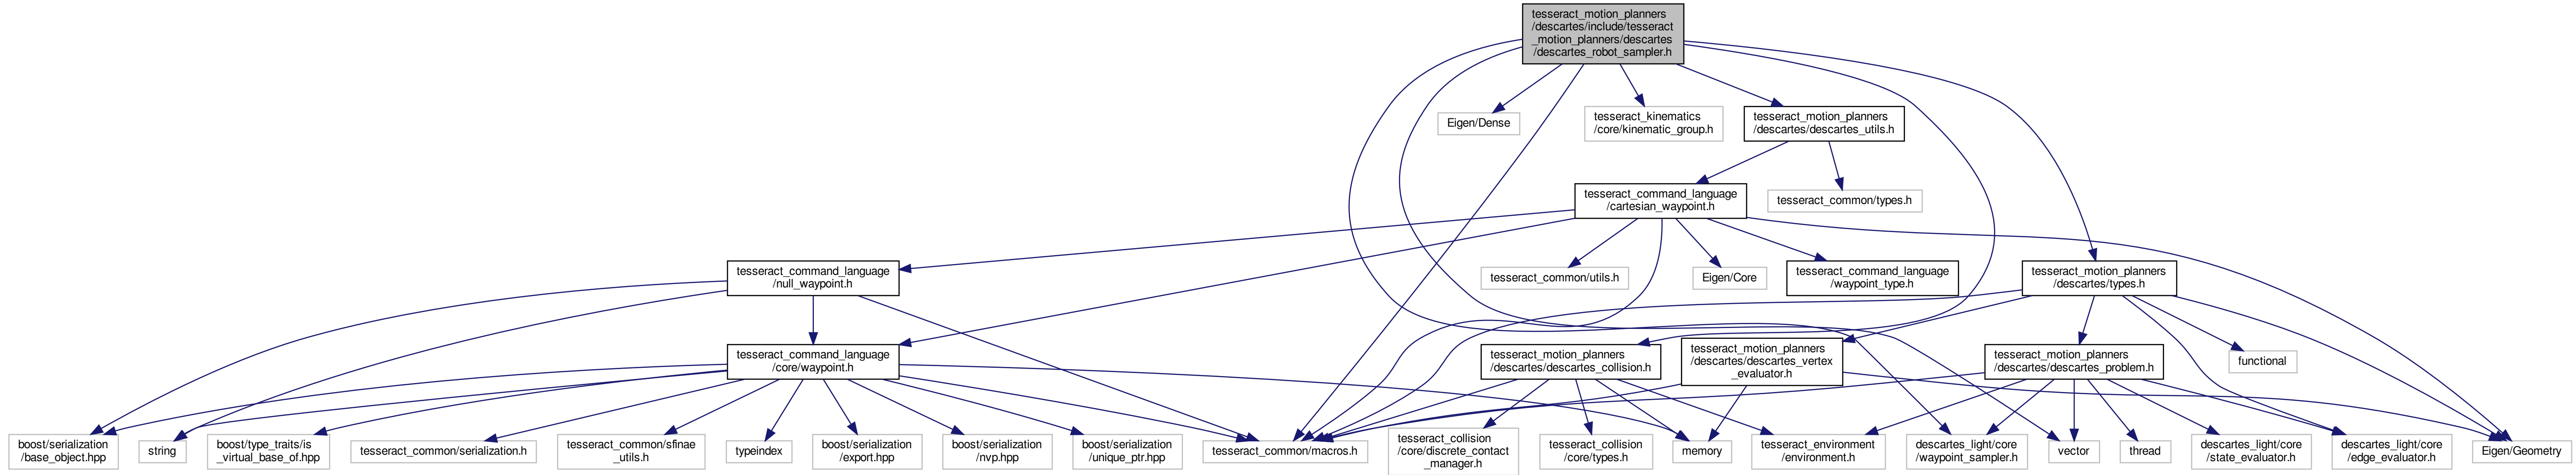 tesseract_motion_planners
/descartes/include/tesseract
_motion_planners/descartes
/descartes_robot_sampler.h
Eigen/Dense
tesseract_kinematics
/core/kinematic_group.h
tesseract_motion_planners
/descartes/descartes_utils.h
tesseract_command_language
/cartesian_waypoint.h
tesseract_common/types.h
tesseract_command_language
/null_waypoint.h
tesseract_common/utils.h
Eigen/Core
tesseract_command_language
/waypoint_type.h
tesseract_motion_planners
/descartes/types.h
tesseract_command_language
/core/waypoint.h
tesseract_motion_planners
/descartes/descartes_collision.h
tesseract_motion_planners
/descartes/descartes_vertex
_evaluator.h
tesseract_motion_planners
/descartes/descartes_problem.h
functional
boost/serialization
/base_object.hpp
string
boost/type_traits/is
_virtual_base_of.hpp
tesseract_common/serialization.h
tesseract_common/sfinae
_utils.h
typeindex
boost/serialization
/export.hpp
boost/serialization
/nvp.hpp
boost/serialization
/unique_ptr.hpp
tesseract_common/macros.h
tesseract_collision
/core/discrete_contact
_manager.h
tesseract_collision
/core/types.h
memory
tesseract_environment
/environment.h
descartes_light/core
/waypoint_sampler.h
vector
thread
descartes_light/core
/state_evaluator.h
descartes_light/core
/edge_evaluator.h
Eigen/Geometry